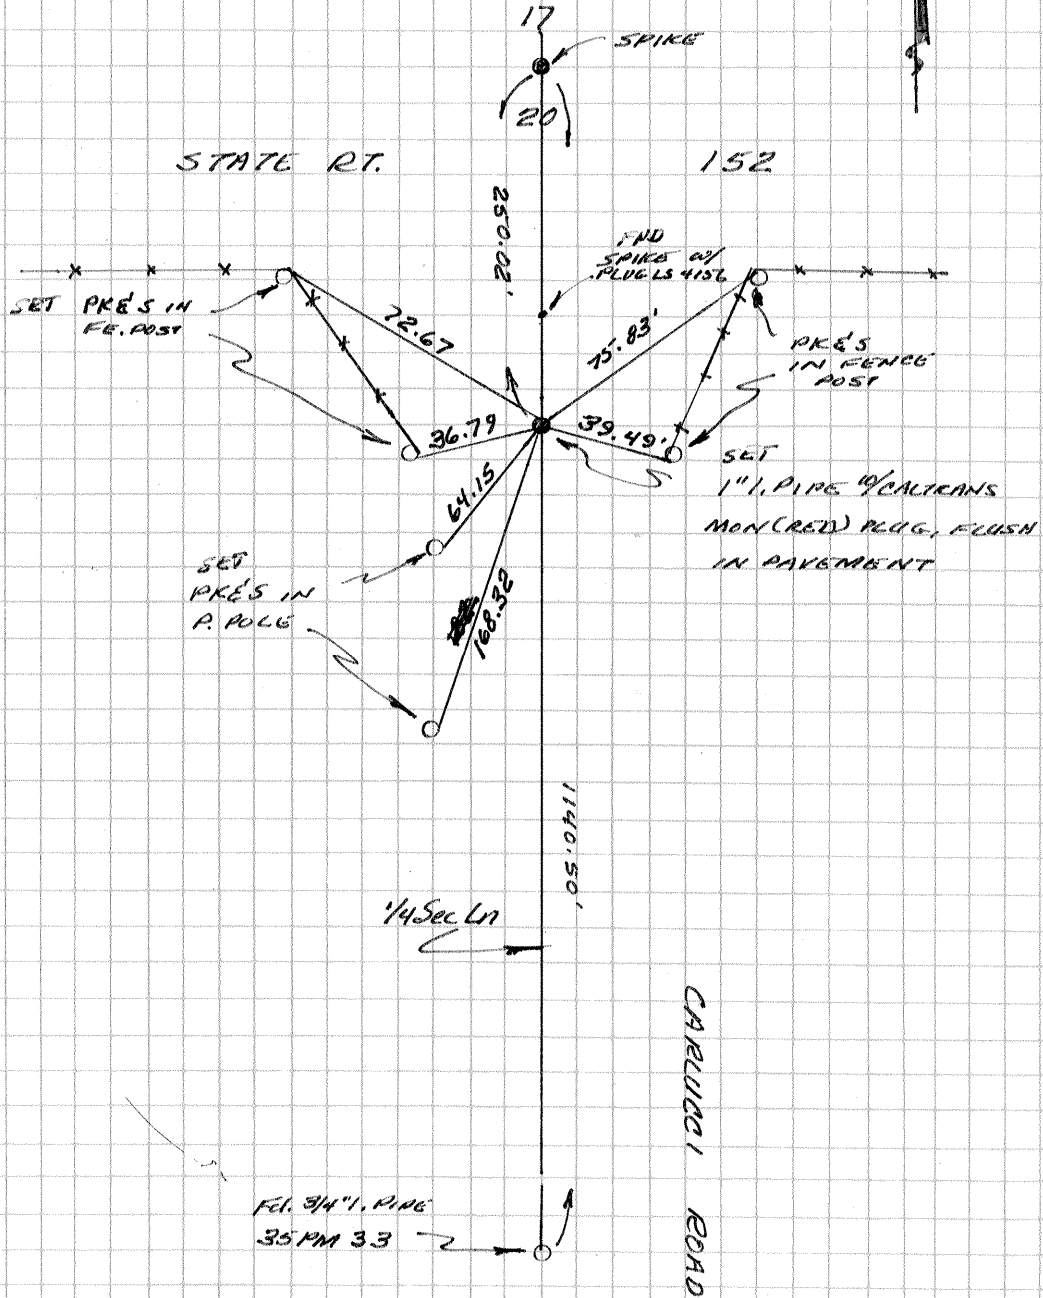 17
SPIKE
20
STATE RT. 152
250.02'
FND
SPIKE W/
PLUG LS 4156
SET PK&'S IN
FE. POST
72.67
75.83'
PK&'S
IN FENCE
POST
36.79
39.49'
SET
1" I. PIPE W/CALTRANS
MON (RED) PLUG, FLUSH
IN PAVEMENT
64.15
SET
PK&'S IN
P. POLE
168.32
1140.50'
1/4 Sec Ln
CARLUCCI ROAD
Fd. 3/4" I. PIPE
35 PM 33